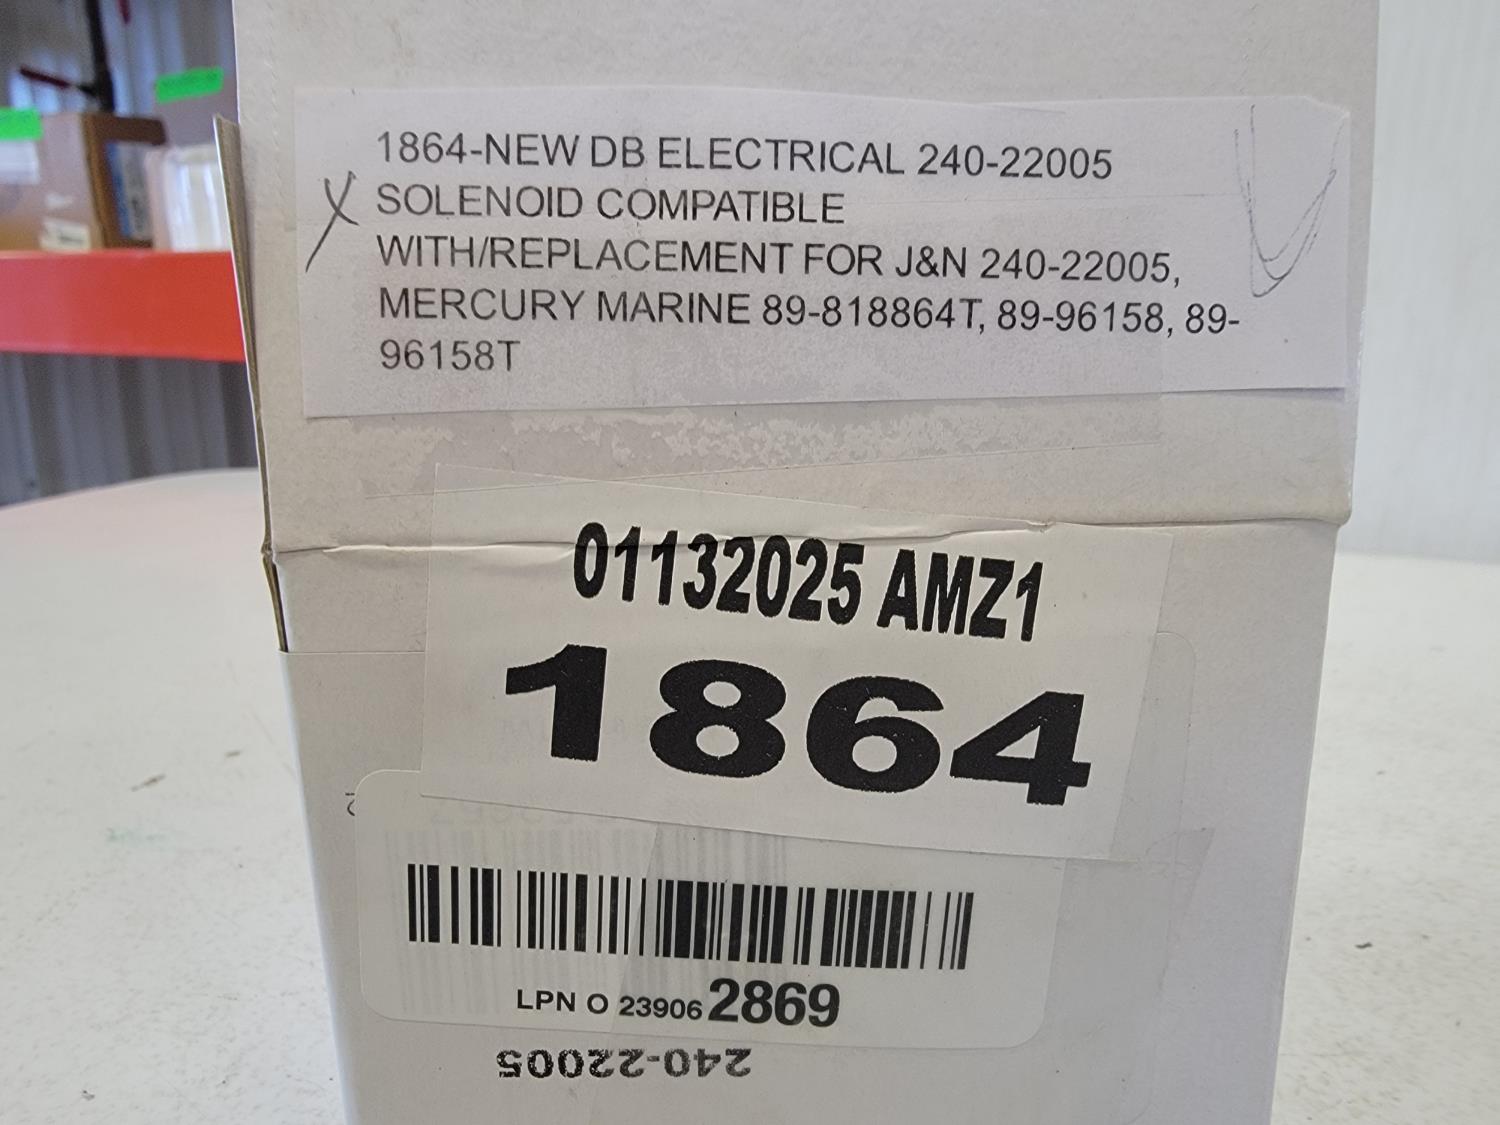 1864-NEW DB ELECTRICAL 240-22005
SOLENOID COMPATIBLE
WITH/REPLACEMENT FOR J&N 240-22005,
MERCURY MARINE 89-818864T, 89-96158, 89-
96158T
01132025 AMZ1
1864
LPN O 23906 2869
240-22005